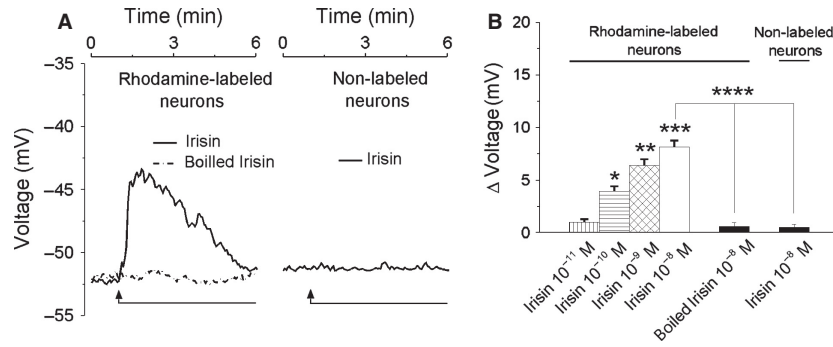 A
Time (min)
Time (min)
0 3 6
0 3 6
−35
−40
−45
−50
−55
Voltage (mV)
Rhodamine-labeled
neurons
Irisin
Boilled Irisin
Non-labeled
neurons
Irisin
B
Δ Voltage (mV)
20
15
10
5
0
Rhodamine-labeled
neurons
Non-labeled
neurons
*
**
***
****
Irisin 10⁻¹¹ M
Irisin 10⁻¹⁰ M
Irisin 10⁻⁹ M
Irisin 10⁻⁸ M
Boiled Irisin 10⁻⁸ M
Irisin 10⁻⁸ M